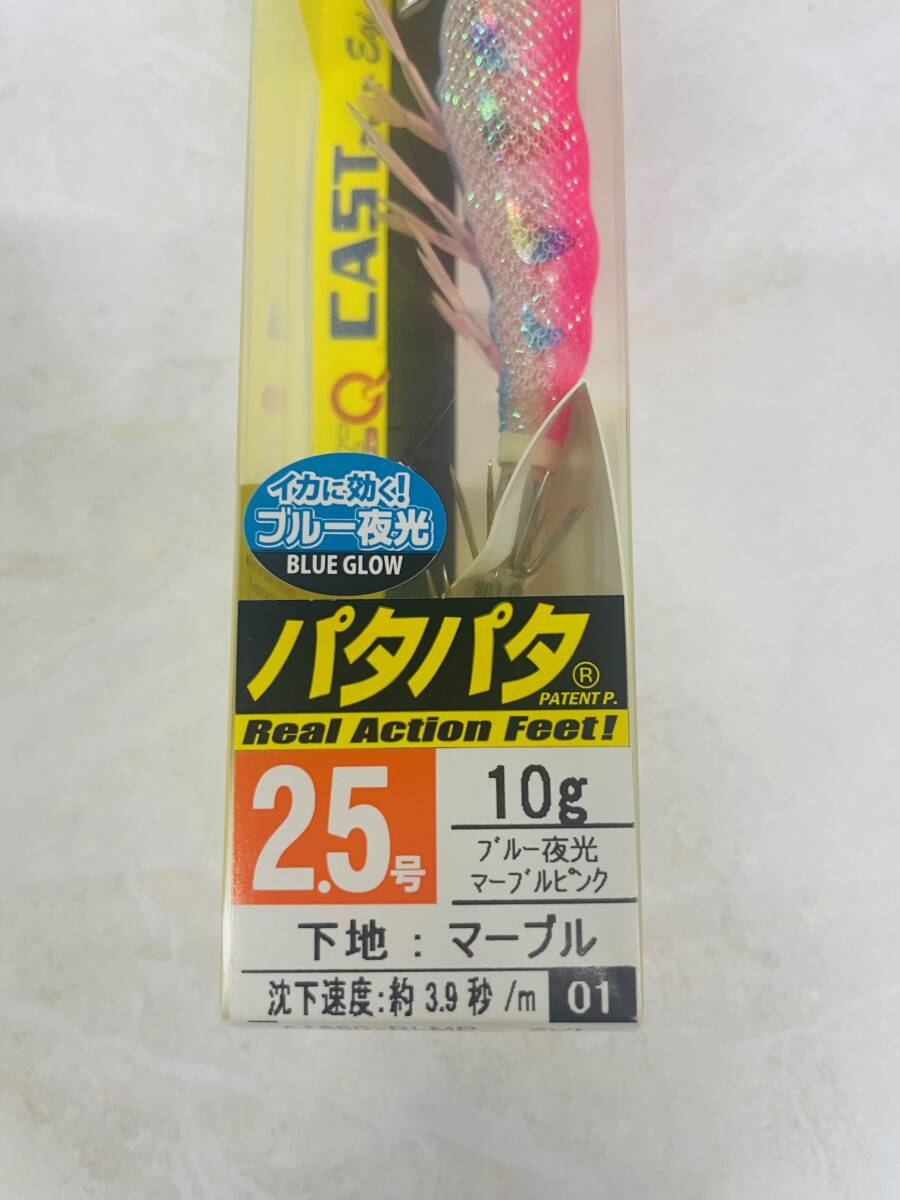 CAST
Q
イカに効く!
ブルー夜光
BLUE GLOW
パタパタ®
PATENT P.
Real Action Feet!
2.5号
10g
ブルー夜光
マーブルピンク
下地：マーブル
沈下速度:約3.9秒/m
01